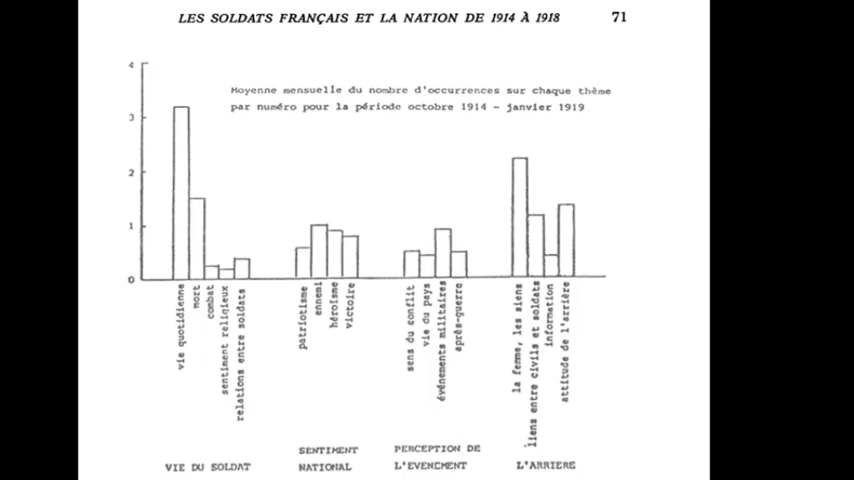 LES SOLDATS FRANÇAIS ET LA NATION DE 1914 À 1918 71
Moyenne mensuelle du nombre d'occurrences sur chaque thème
par numéro pour la période octobre 1914 - janvier 1919
4
3
2
1
0
vie quotidienne
mort
combat
sentiment religieux
relations entre soldats
patriotisme
ennemi
héroïsme
victoire
sens du conflit
vie du pays
événements militaires
après-guerre
la femme, les siens
liens entre civils et soldats
information
attitude de l'arrière
VIE DU SOLDAT
SENTIMENT
NATIONAL
PERCEPTION DE
L'EVENEMENT
L'ARRIERE